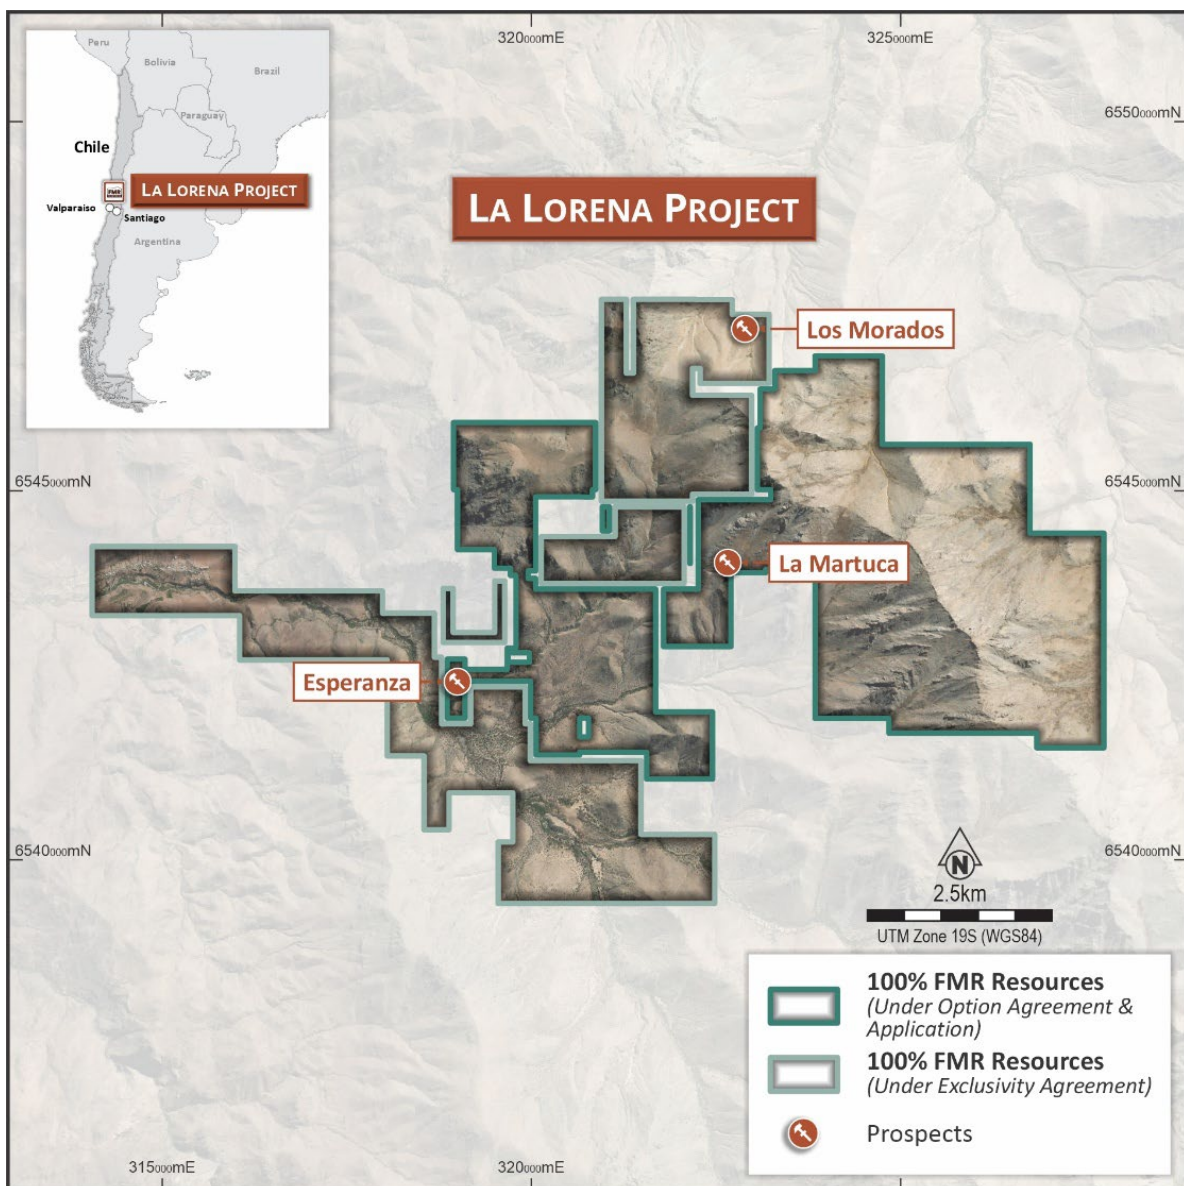 320000mE
325000mE
Peru
Bolivia
Brazil
Paraguay
6550000mN
Chile
FMR
LA LORENA PROJECT
Valparaiso
Santiago
Argentina
LA LORENA PROJECT
Los Morados
6545000mN
6545000mN
La Martuca
Esperanza
6540000mN
6540000mN
N
2.5km
UTM Zone 19S (WGS84)
100% FMR Resources
(Under Option Agreement &
Application)
100% FMR Resources
(Under Exclusivity Agreement)
Prospects
315000mE
320000mE